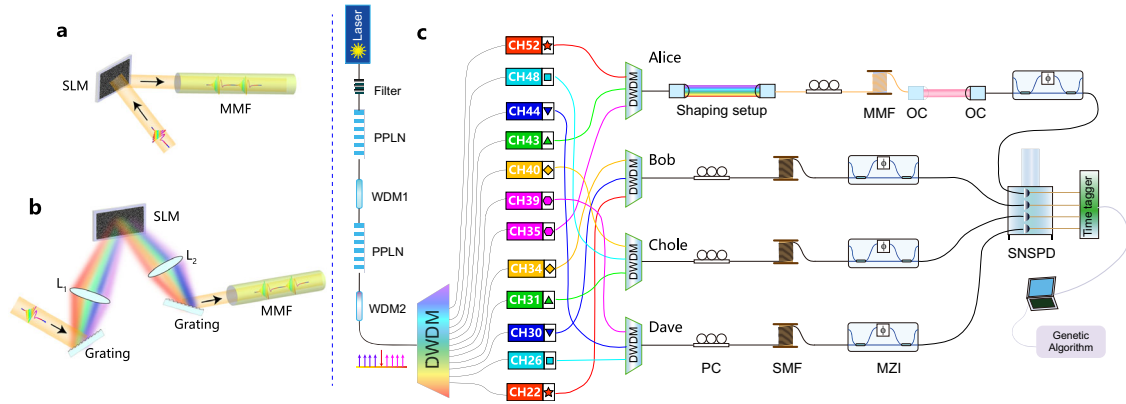 a
SLM
MMF
b
SLM
L1
L2
MMF
Grating
Grating
c
Laser
Filter
PPLN
WDM1
PPLN
WDM2
DWDM
CH52
CH48
CH44
CH43
CH40
CH39
CH35
CH34
CH31
CH30
CH26
CH22
Alice
DWDM
Shaping setup
MMF
OC
OC
ϕ
Bob
DWDM
ϕ
Chole
DWDM
ϕ
Dave
DWDM
ϕ
PC
SMF
MZI
SNSPD
Time tagger
Genetic
Algorithm